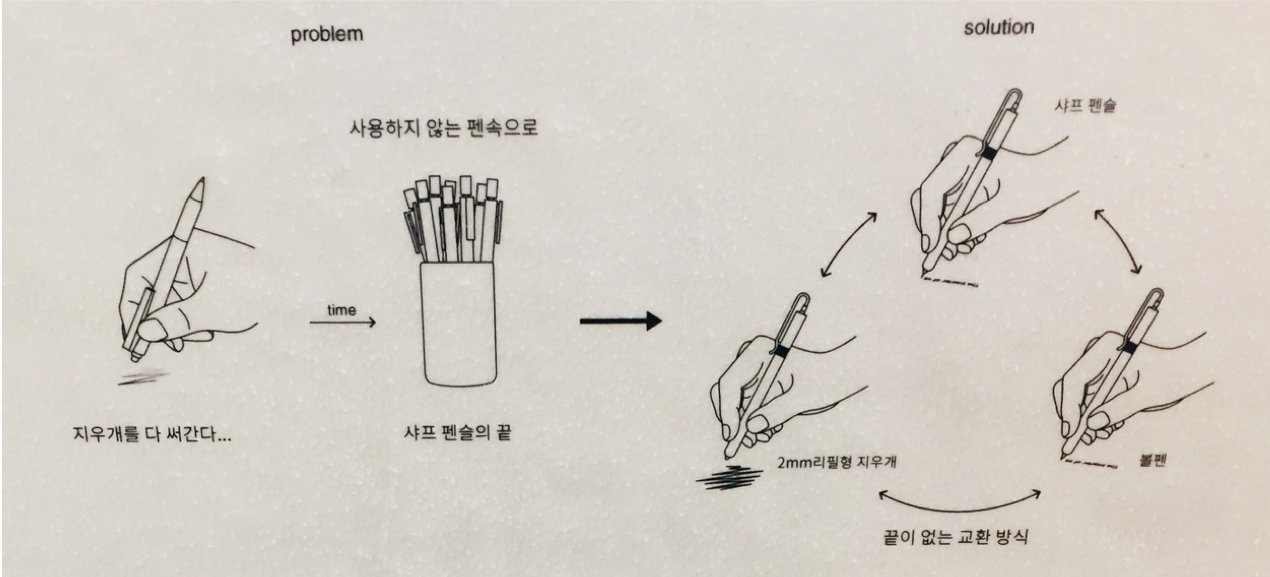 problem
사용하지 않는 펜속으로
time
지우개를 다 써간다...
샤프 펜슬의 끝
solution
샤프 펜슬
2mm리필형 지우개
볼펜
끝이 없는 교환 방식